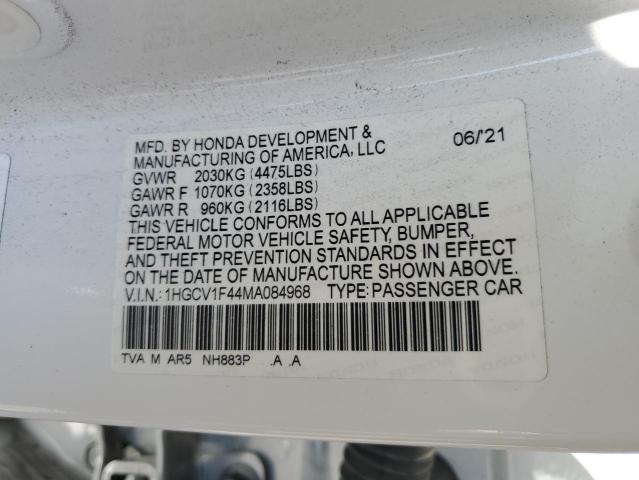 MFD. BY HONDA DEVELOPMENT & 06/'21
MANUFACTURING OF AMERICA, LLC
GVWR 2030KG (4475LBS)
GAWR F 1070KG (2358LBS)
GAWR R 960KG (2116LBS)
THIS VEHICLE CONFORMS TO ALL APPLICABLE
FEDERAL MOTOR VEHICLE SAFETY, BUMPER,
AND THEFT PREVENTION STANDARDS IN EFFECT
ON THE DATE OF MANUFACTURE SHOWN ABOVE.
V.I.N.: 1HGCV1F44MA084968 TYPE: PASSENGER CAR
TVA M AR5 NH883P .A .A